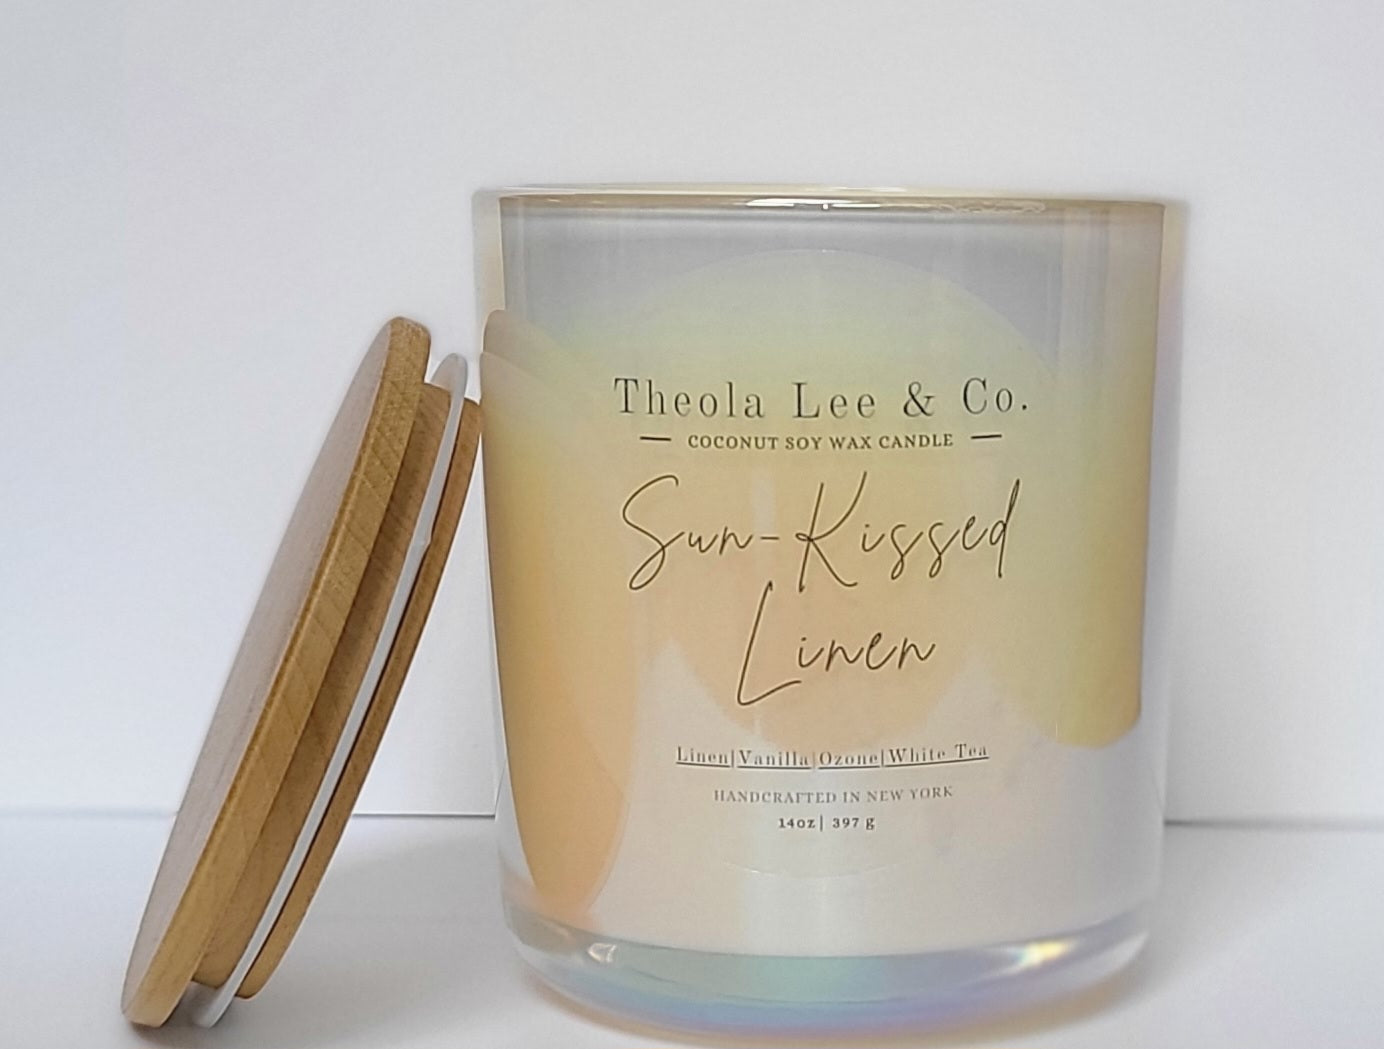 Theola Lee & Co.
— COCONUT SOY WAX CANDLE —
Sun-Kissed
Linen
Linen|Vanilla|Ozone|White Tea
HANDCRAFTED IN NEW YORK
14oz| 397 g